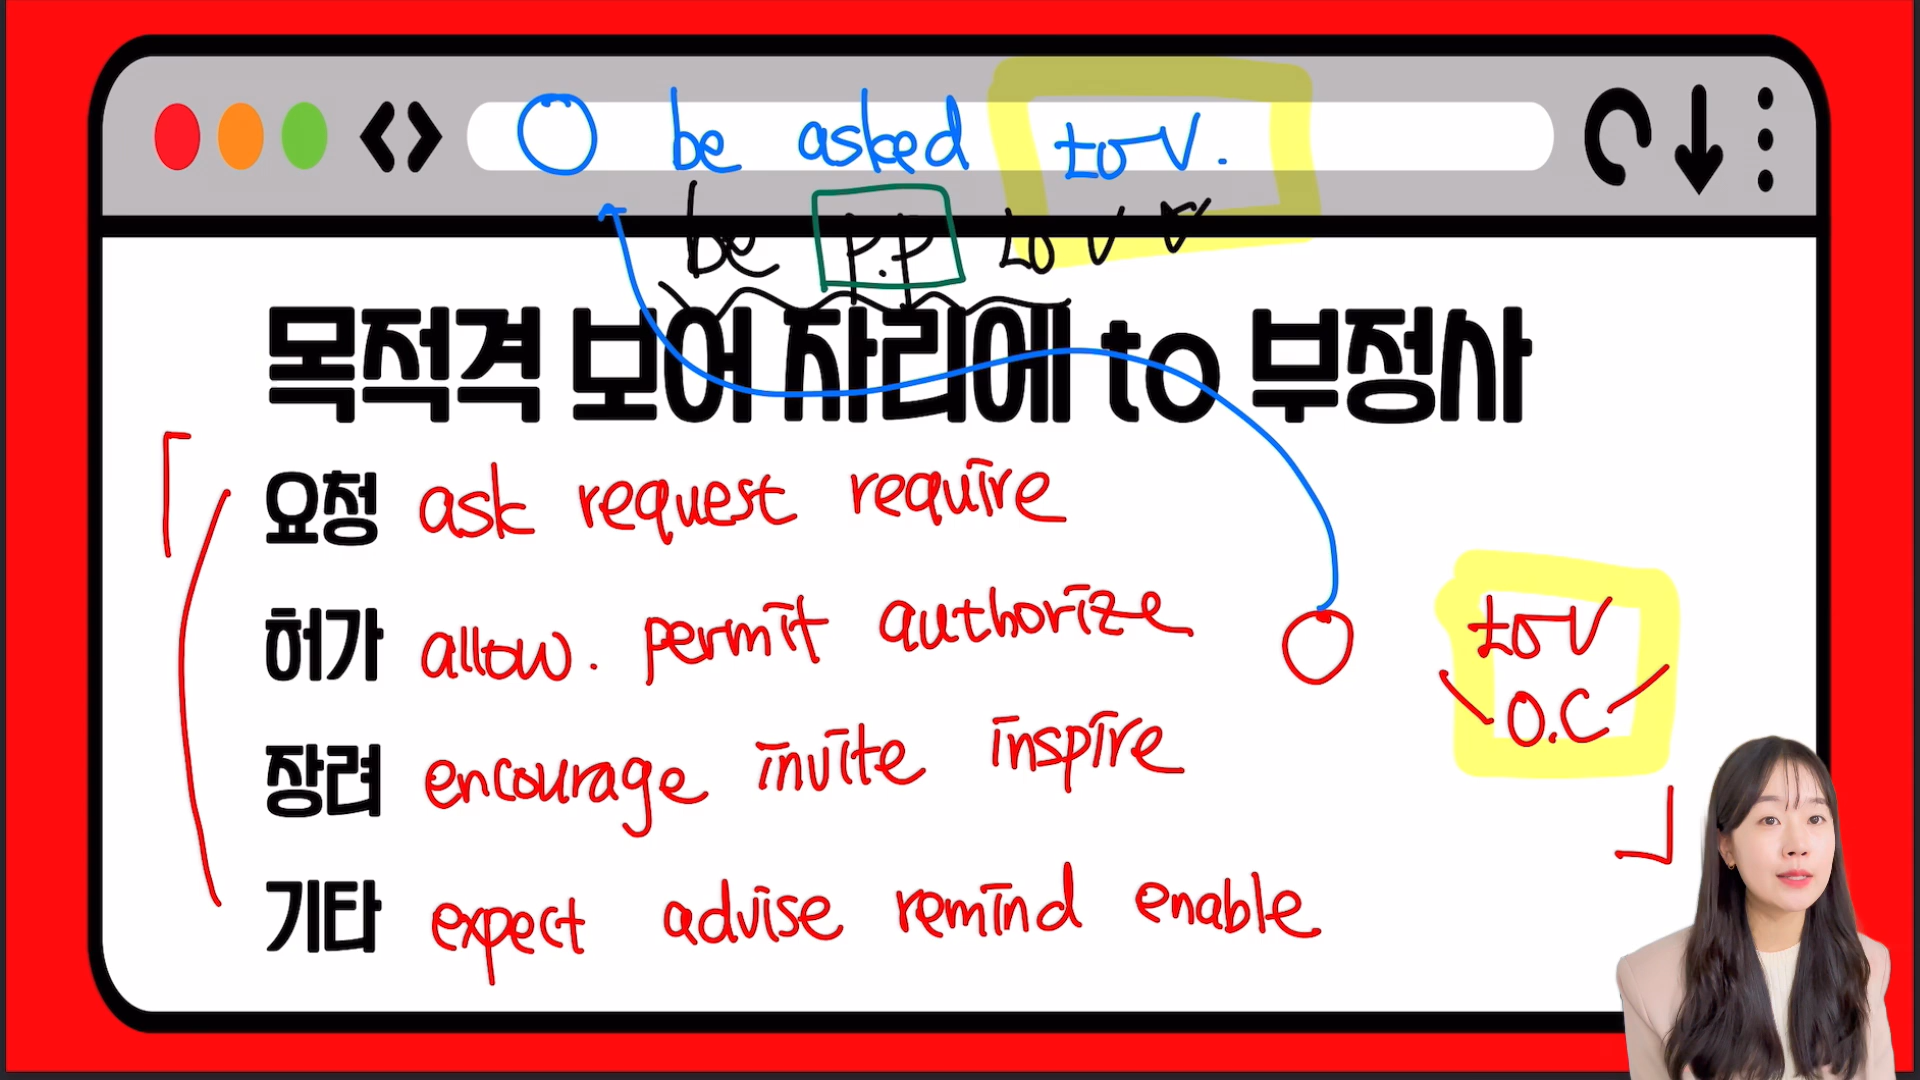 O be asked to V.
be p.p to V
목적격 보어 자리에 to 부정사
요청 ask request require
허가 allow. permit authorize O to V
O.C
장려 encourage invite inspire
기타 expect advise remind enable